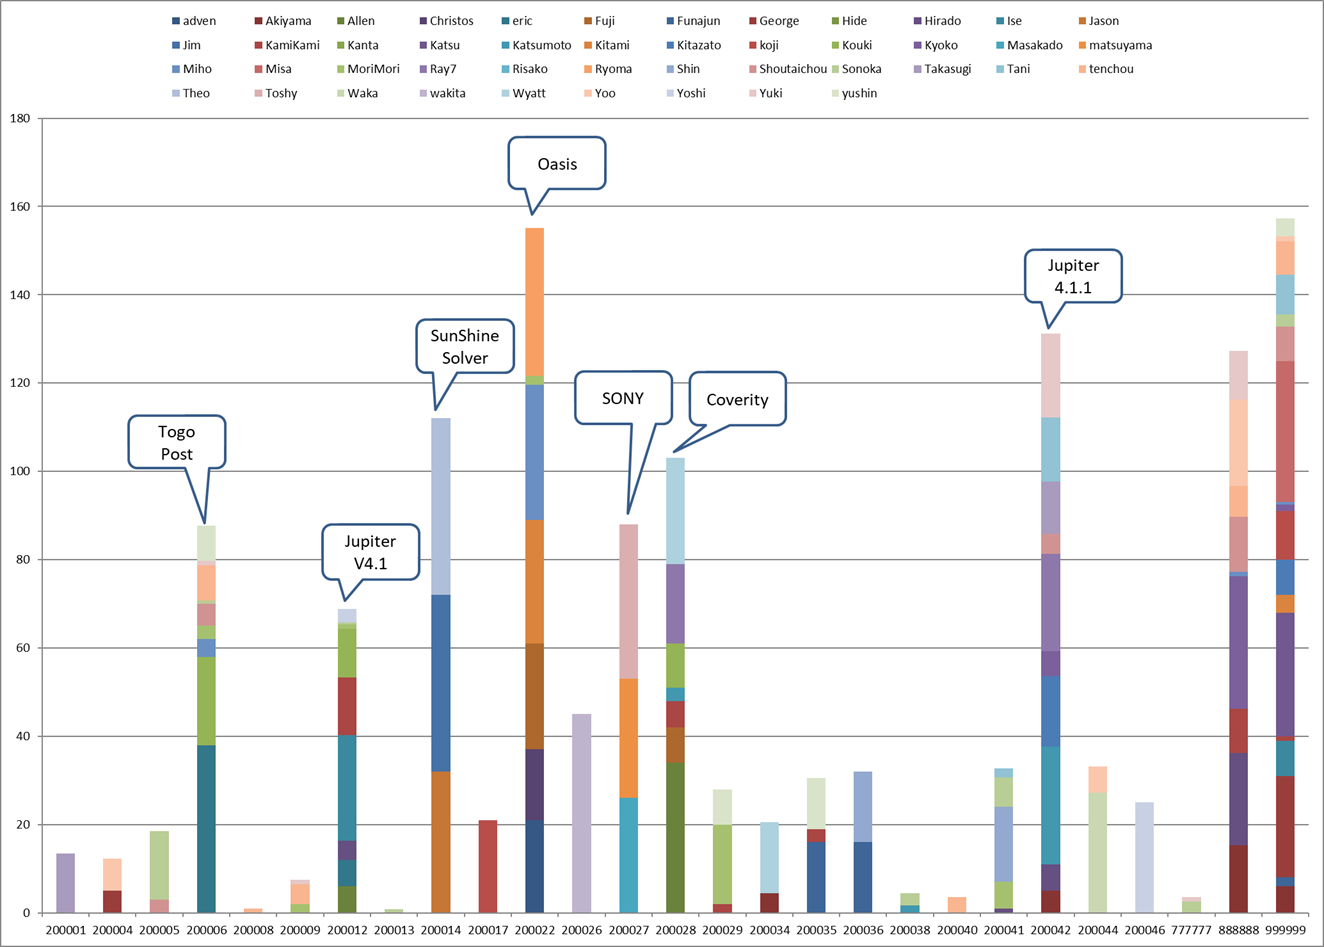 adven Akiyama Allen Christos eric Fuji Funajun George Hide Hirado Ise Jason
Jim KamiKami Kanta Katsu Katsumoto Kitami Kitazato koji Kouki Kyoko Masakado matsuyama
Miho Misa MoriMori Ray7 Risako Ryoma Shin Shoutaichou Sonoka Takasugi Tani tenchou
Theo Toshy Waka wakita Wyatt Yoo Yoshi Yuki yushin
180
160
140
120
100
80
60
40
20
0
Togo
Post
Jupiter
V4.1
SunShine
Solver
Oasis
SONY
Coverity
Jupiter
4.1.1
200001 200004 200005 200006 200008 200009 200012 200013 200014 200017 200022 200026 200027 200028 200029 200034 200035 200036 200038 200040 200041 200042 200044 200046 777777 888888 999999